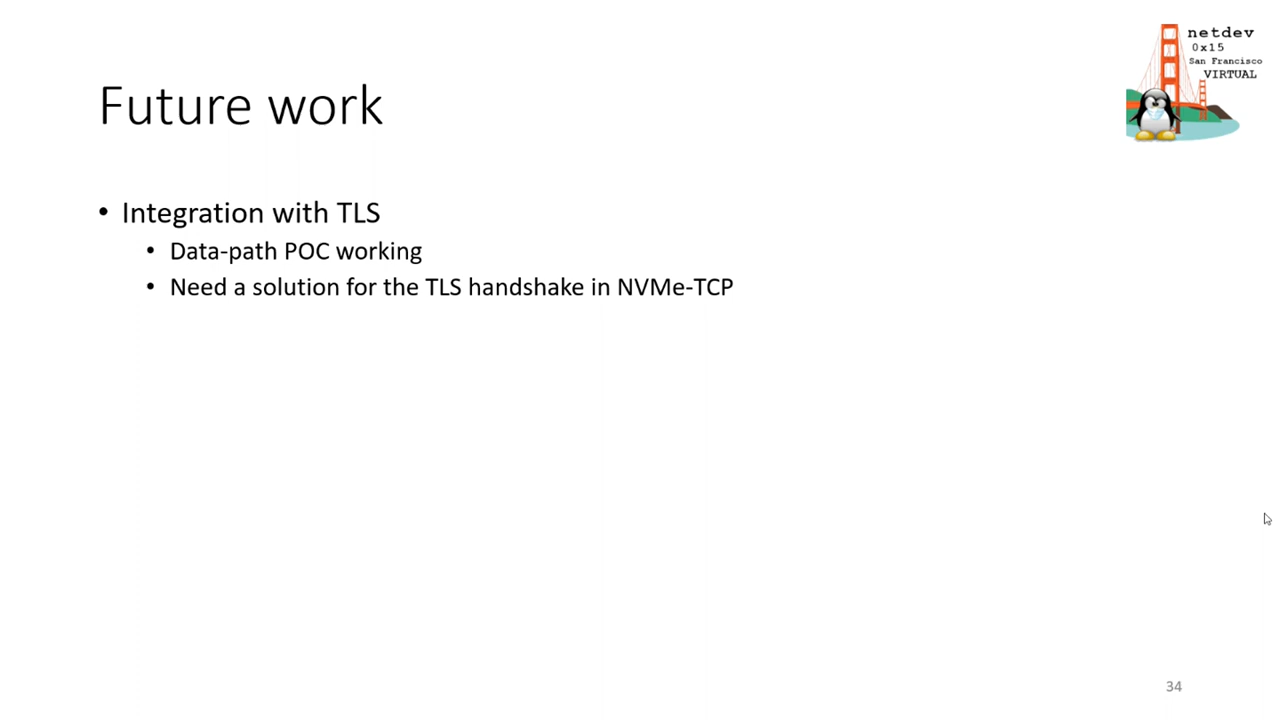 netdev
0x15
San Francisco
VIRTUAL
Future work
• Integration with TLS
• Data-path POC working
• Need a solution for the TLS handshake in NVMe-TCP
34